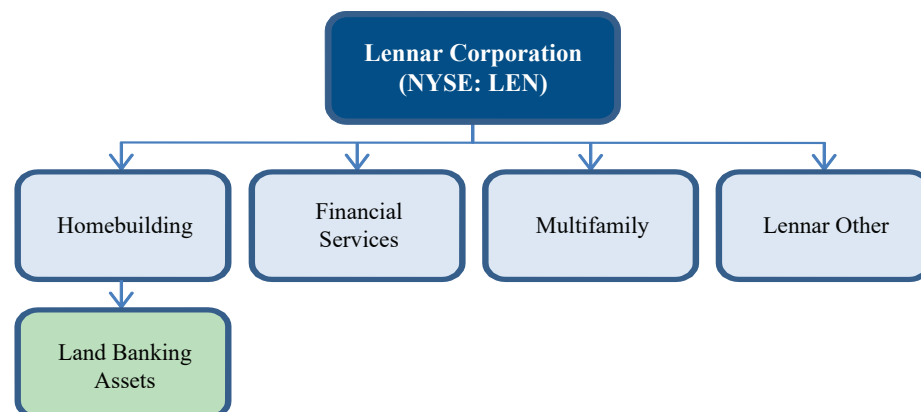 Lennar Corporation
(NYSE: LEN)
Homebuilding
Financial
Services
Multifamily
Lennar Other
Land Banking
Assets